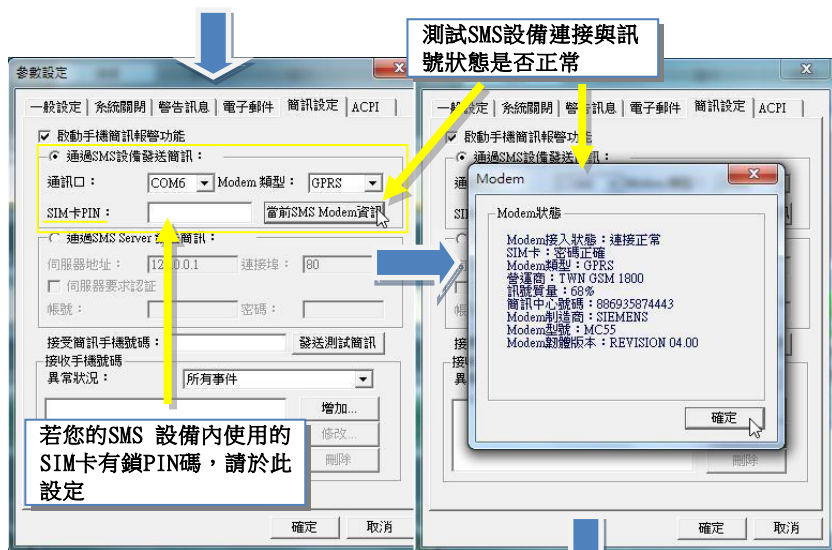 測試SMS設備連接與訊
號狀態是否正常
參數設定
一般設定 系統關閉 警告訊息 電子郵件 簡訊設定 ACPI
啟動手機簡訊報警功能
通過SMS設備發送簡訊：
通訊口： COM6 Modem 類型： GPRS
SIM卡PIN： 當前SMS Modem資訊
通過SMS Server 簡訊：
伺服器地址： 連接埠： 80
伺服器要求認証
帳號： 密碼：
接受簡訊手機號碼： 發送測試簡訊
接收手機號碼
異常狀況： 所有事件
增加...
修改...
刪除
若您的SMS 設備內使用的
SIM卡有鎖PIN碼，請於此
設定
確定 取消
系統關閉 訊息 電子郵件 簡訊設定 ACPI
啟動手機簡訊報警功能
通過SMS設備發送 訊：
Modem
Modem狀態
Modem接入狀態：連接正常
SIM卡：密碼正確
Modem類型：GPRS
營運商：TWN GSM 1800
訊號質量：68%
簡訊中心號碼：886935874443
Modem制造商：SIEMENS
Modem型號：MC55
Modem韌體版本：REVISION 04.00
確定
刪除
確定 取消